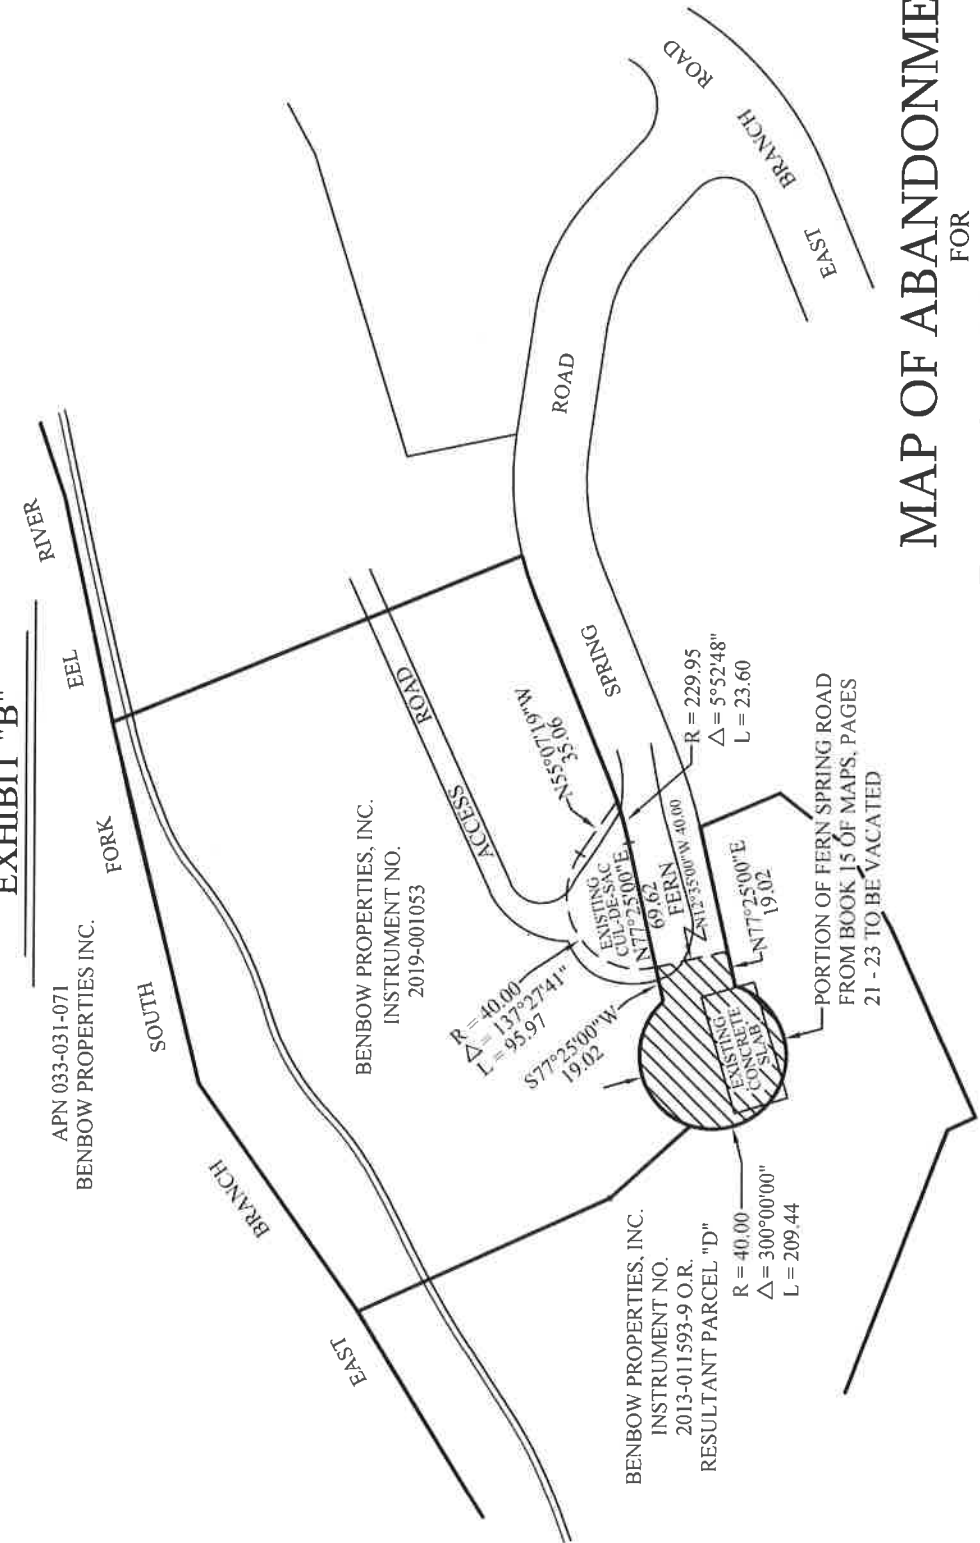 EXHIBIT "B"
RIVER
EEL
FORK
SOUTH
BRANCH
EAST
APN 033-031-071
BENBOW PROPERTIES INC.
BENBOW PROPERTIES, INC.
INSTRUMENT NO.
2019-001053
ACCESS
ROAD
N55°07'19"W
35.06
R = 40.00
△ = 137°27'41"
L = 95.97
S77°25'00"W
19.02
EXISTING
CUL-DE-SAC
N77°25'00"E
69.62
FERN
SPRING
ROAD
N12°35'00"W 40.00
N77°25'00"E
19.02
R = 229.95
△ = 5°52'48"
L = 23.60
EXISTING
CONCRETE
SLAB
PORTION OF FERN SPRING ROAD
FROM BOOK 15 OF MAPS, PAGES
21 - 23 TO BE VACATED
BENBOW PROPERTIES, INC.
INSTRUMENT NO.
2013-011593-9 O.R.
RESULTANT PARCEL "D"
R = 40.00
△ = 300°00'00"
L = 209.44
EAST
BRANCH
ROAD
MAP OF ABANDONME
FOR